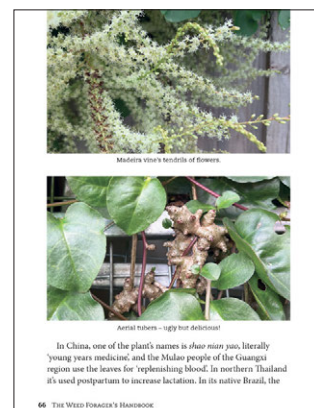 Madeira vine's tendrils of flowers.
Aerial tubers – ugly but delicious!
In China, one of the plant's names is shao nian yao, literally
'young years medicine', and the Mulao people of the Guangxi
region use the leaves for 'replenishing blood'. In northern Thailand
it's used postpartum to increase lactation. In its native Brazil, the
66 The Weed Forager's Handbook